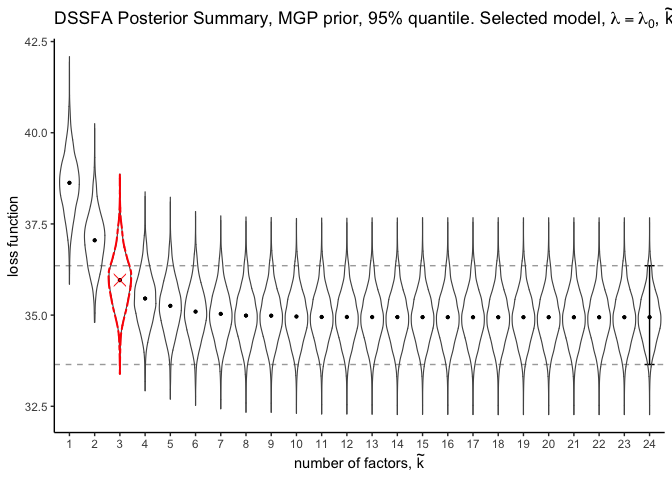 DSSFA Posterior Summary, MGP prior, 95% quantile. Selected model, λ = λ₀, k̃
42.5
40.0
37.5
35.0
32.5
loss function
1 2 3 4 5 6 7 8 9 10 11 12 13 14 15 16 17 18 19 20 21 22 23 24
number of factors, k̃